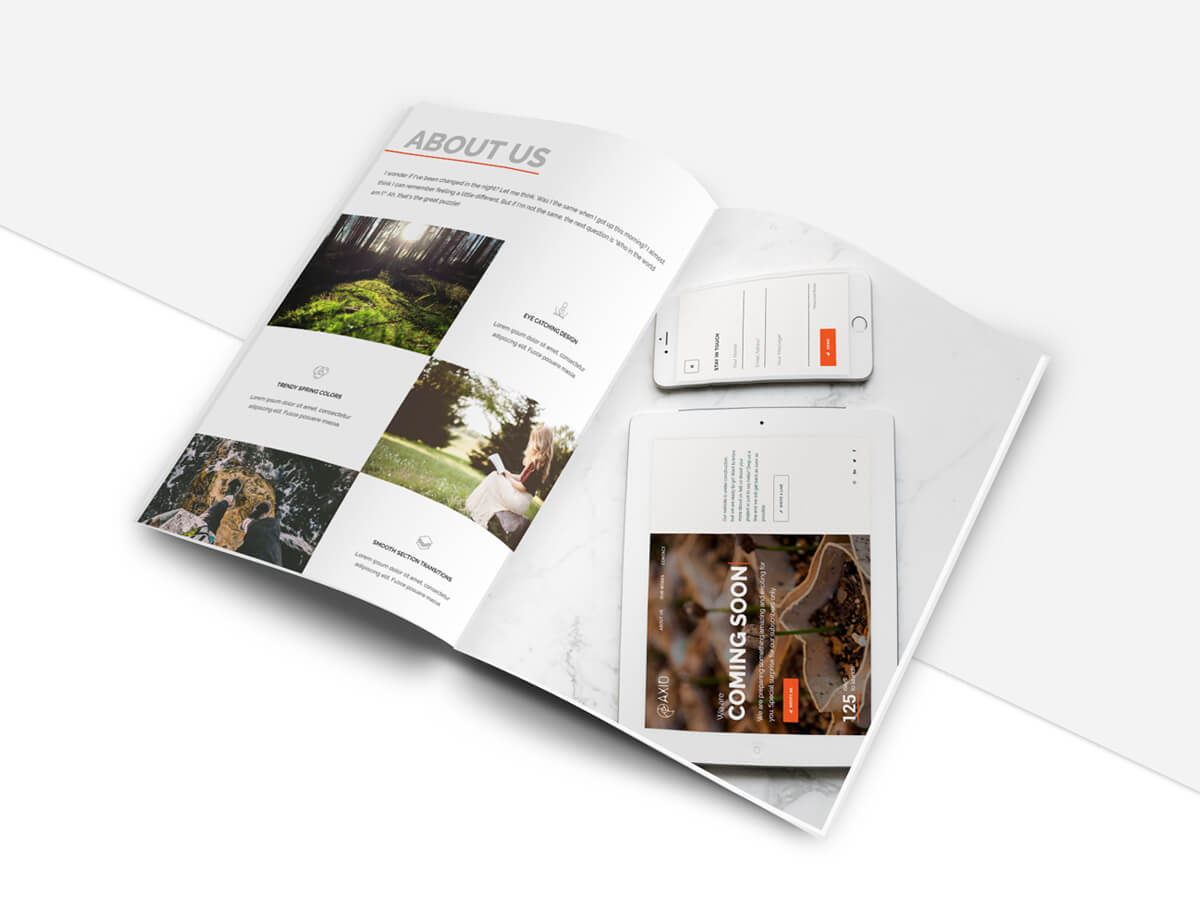 ABOUT US
I wonder if I've been changed in the night? Let me think. Was I the same when I got up this morning? I almost
think I can remember feeling a little different. But if I'm not the same, the next question is "Who in the world
am I?" Ah, that's the great puzzle!
EYE CATCHING DESIGN
Lorem ipsum dolor sit amet, consectetur
adipiscing elit. Fusce posuere massa
TRENDY SPRING COLORS
Lorem ipsum dolor sit amet, consectetur
adipiscing elit. Fusce posuere massa
SMOOTH SECTION TRANSITIONS
Lorem ipsum dolor sit amet, consectetur
adipiscing elit. Fusce posuere massa
STAY IN TOUCH
Your Name
Your Message
SEND
AXID
ABOUT US
OUR WORKS
CONTACT
We are
COMING SOON
We are preparing something amazing and exciting for
you. Special surprise for our subscribers only.
NOTIFY ME
125
days